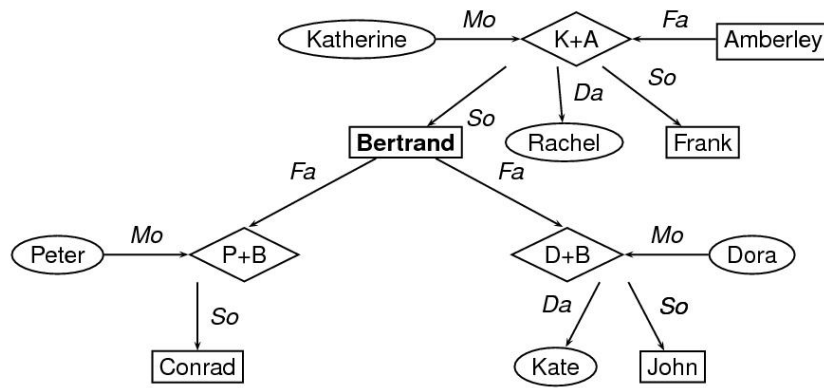 Katherine Mo K+A Fa Amberley
So Da So
Bertrand Rachel Frank
Fa Fa
Peter Mo P+B D+B Mo Dora
So Da So
Conrad Kate John